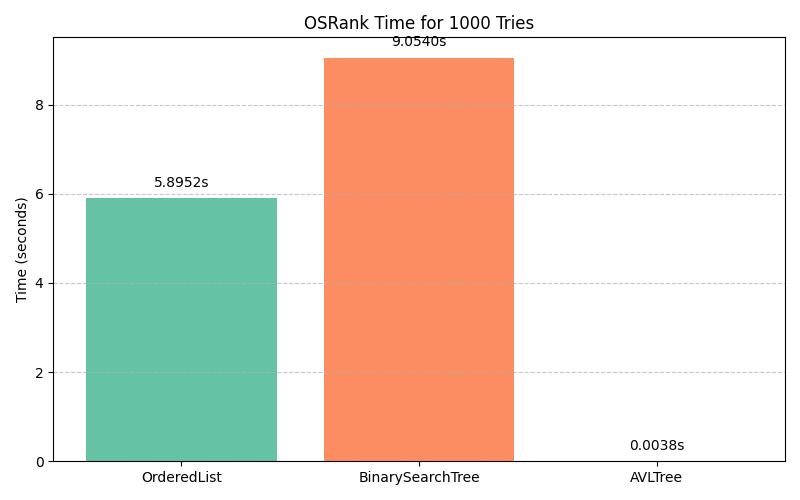 OSRank Time for 1000 Tries
9.0540s
8
5.8952s
6
Time (seconds)
4
2
0.0038s
0
OrderedList BinarySearchTree AVLTree